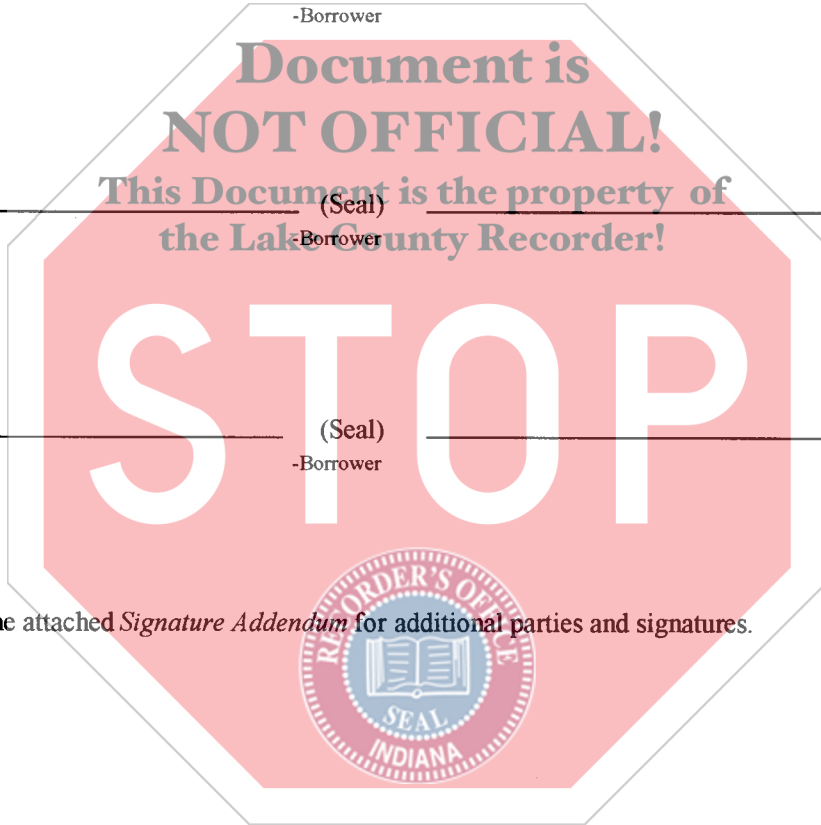 -Borrower
Document is
NOT OFFICIAL!
This Document is the property of
(Seal)
the Lake County Recorder!
-Borrower
STOP
(Seal)
-Borrower
RECORDER'S OFFICE
attached Signature Addendum for additional parties and signatures.
SEAL
INDIANA